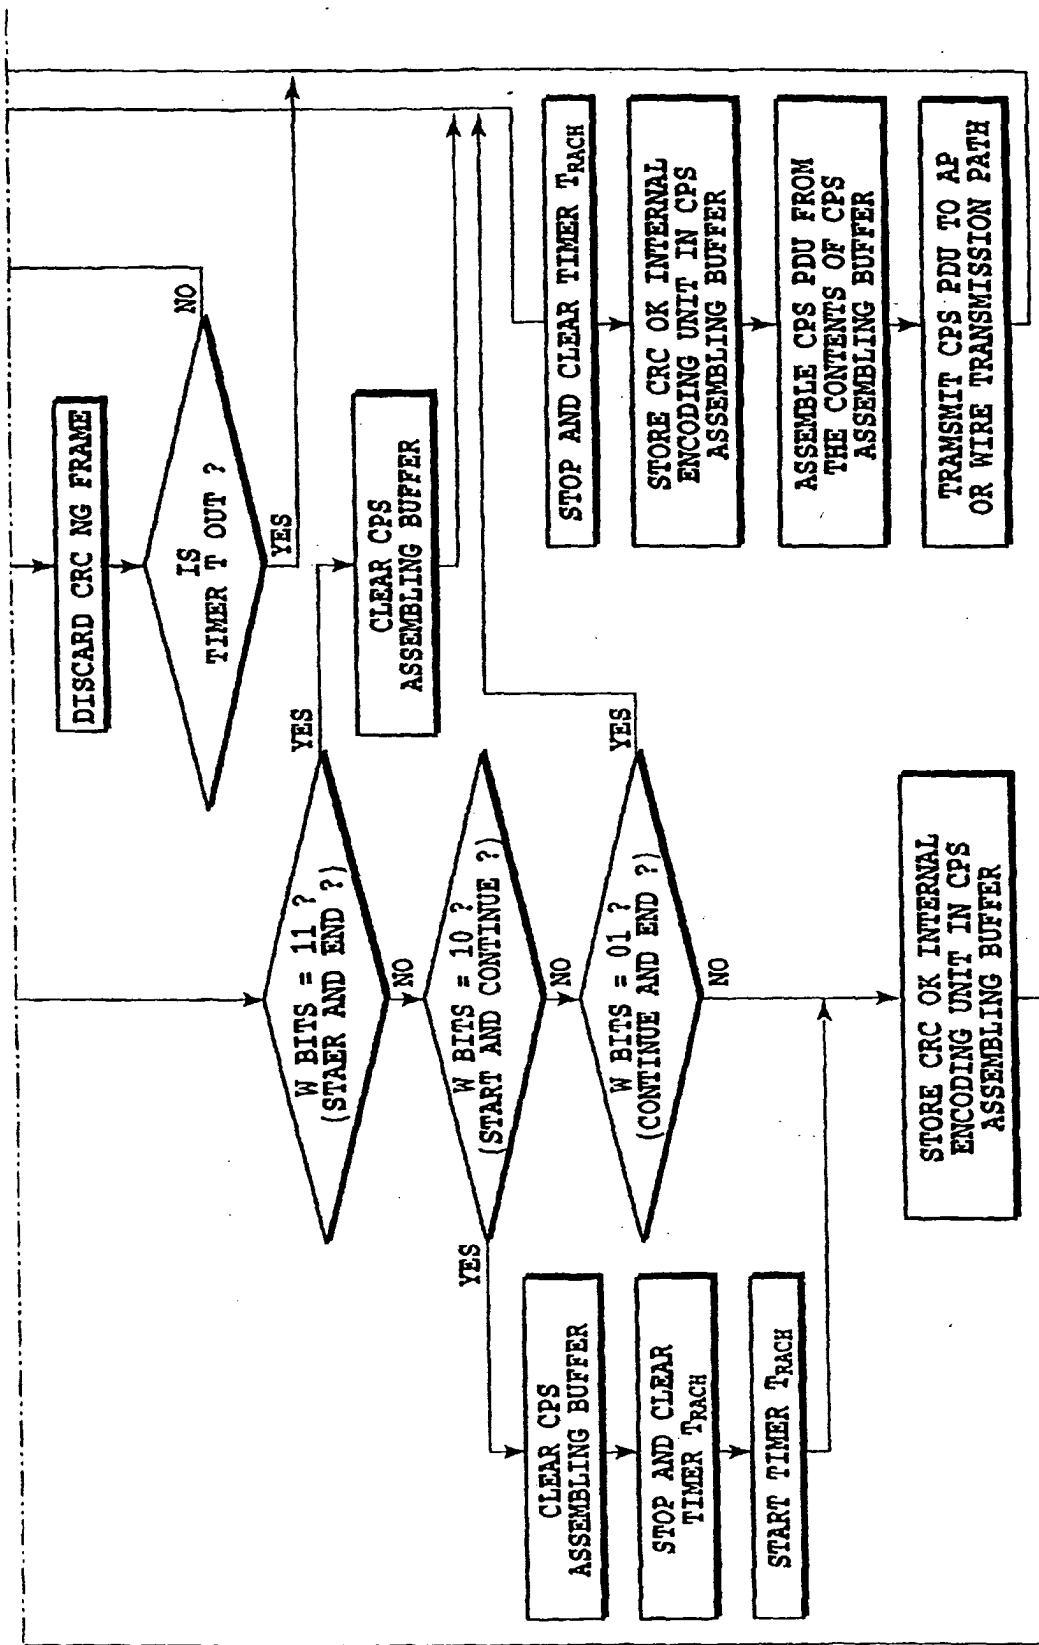 DISCARD CRC NG FRAME
IS
TIMER T OUT ?
NO
YES
W BITS = 11 ?
(STAER AND END ?)
YES
NO
CLEAR CPS
ASSEMBLING BUFFER
W BITS = 10 ?
(START AND CONTINUE ?)
YES
NO
W BITS = 01 ?
(CONTINUE AND END ?)
YES
NO
CLEAR CPS
ASSEMBLING BUFFER
STOP AND CLEAR
TIMER TRACH
START TIMER TRACH
STORE CRC OK INTERNAL
ENCODING UNIT IN CPS
ASSEMBLING BUFFER
STOP AND CLEAR TIMER TRACH
STORE CRC OK INTERNAL
ENCODING UNIT IN CPS
ASSEMBLING BUFFER
ASSEMBLE CPS PDU FROM
THE CONTENTS OF CPS
ASSEMBLING BUFFER
TRAMSMIT CPS PDU TO AP
OR WIRE TRANSMISSION PATH